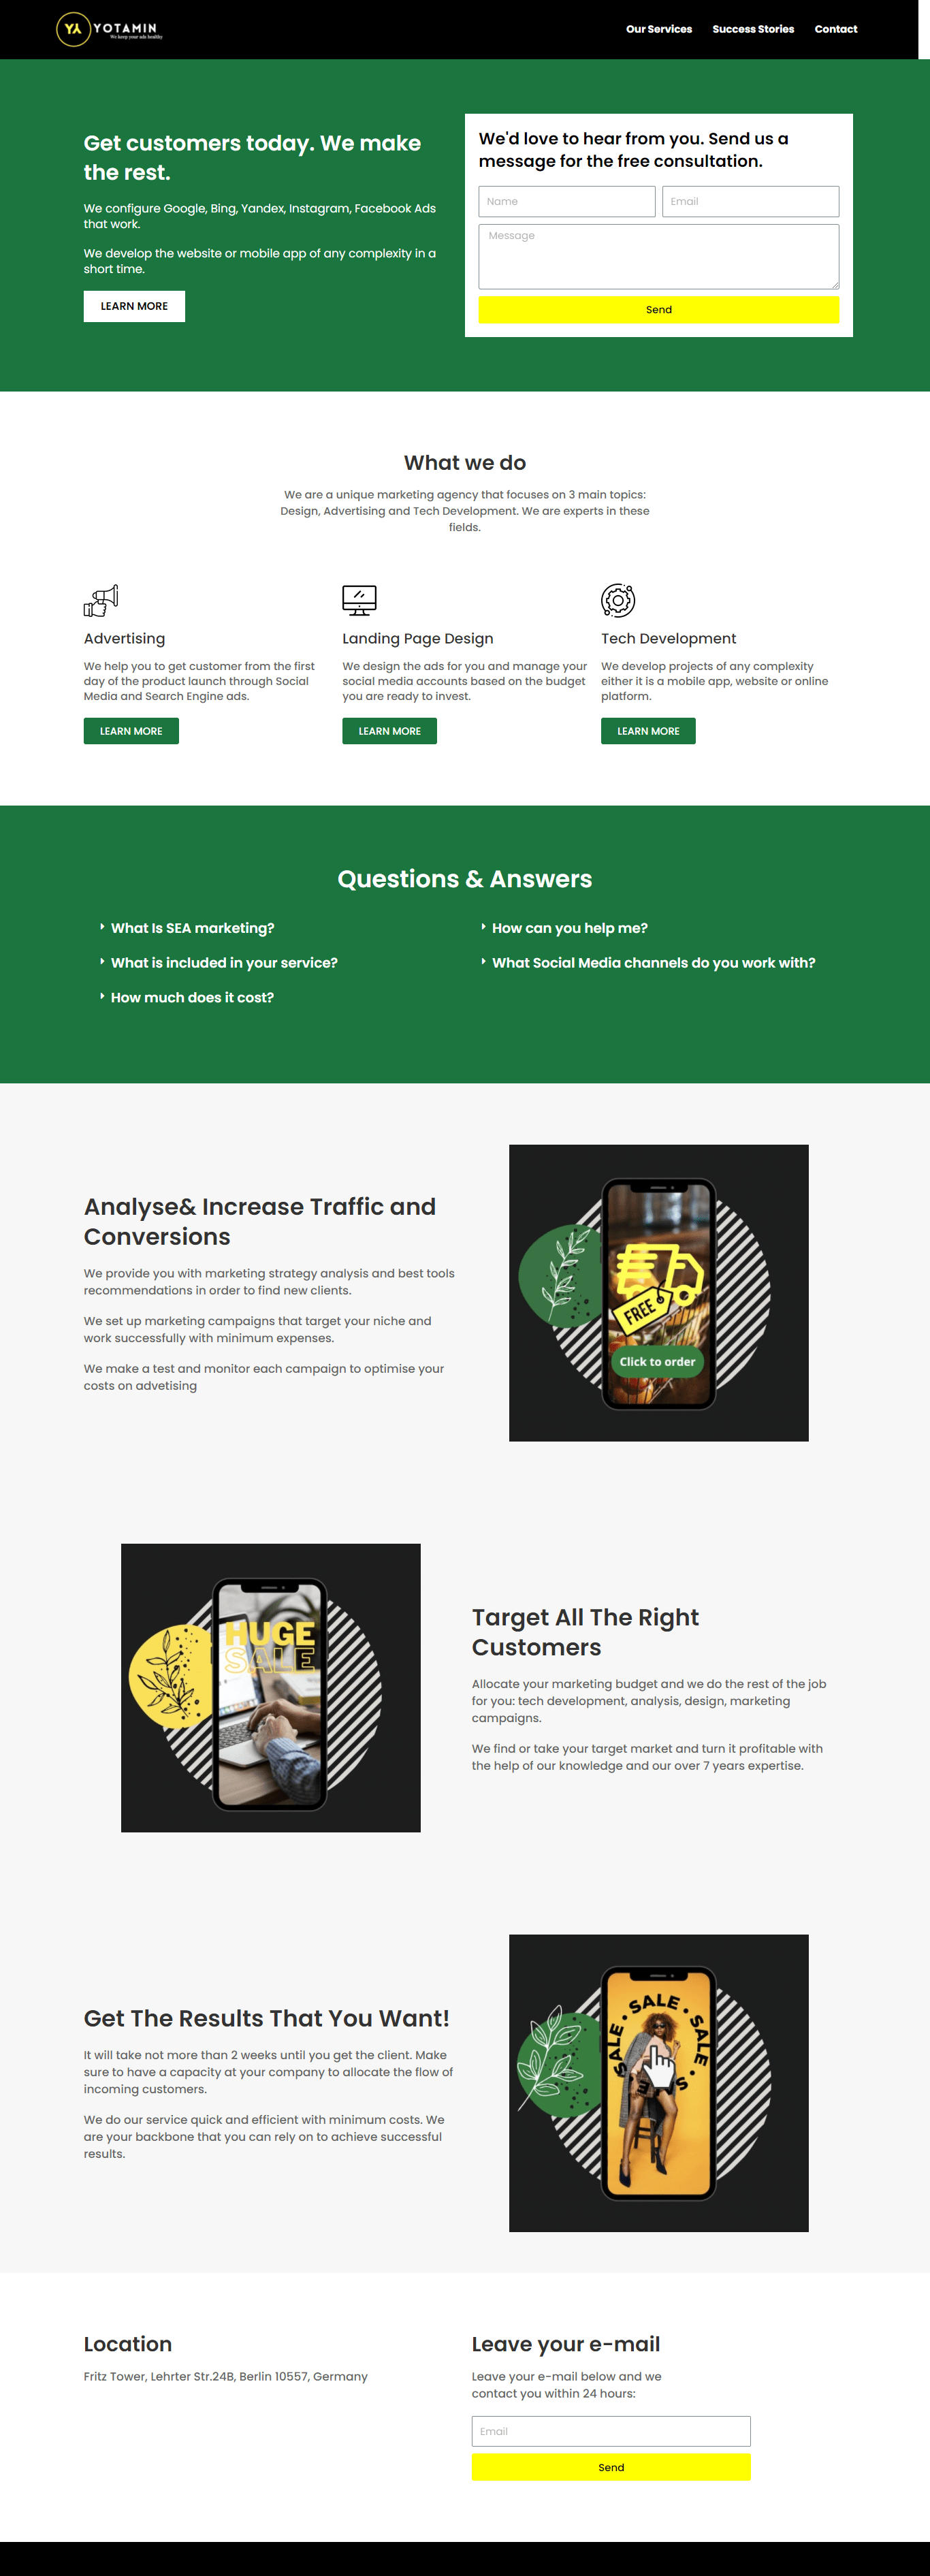 YA YOTAMIN
We keep your ads healthy
Our Services Success Stories Contact
Get customers today. We make
the rest.
We configure Google, Bing, Yandex, Instagram, Facebook Ads
that work.
We develop the website or mobile app of any complexity in a
short time.
LEARN MORE
We'd love to hear from you. Send us a
message for the free consultation.
Name Email
Message
Send
What we do
We are a unique marketing agency that focuses on 3 main topics:
Design, Advertising and Tech Development. We are experts in these
fields.
Advertising
We help you to get customer from the first
day of the product launch through Social
Media and Search Engine ads.
LEARN MORE
Landing Page Design
We design the ads for you and manage your
social media accounts based on the budget
you are ready to invest.
LEARN MORE
Tech Development
We develop projects of any complexity
either it is a mobile app, website or online
platform.
LEARN MORE
Questions & Answers
What Is SEA marketing?
What is included in your service?
How much does it cost?
How can you help me?
What Social Media channels do you work with?
Analyse& Increase Traffic and
Conversions
We provide you with marketing strategy analysis and best tools
recommendations in order to find new clients.
We set up marketing campaigns that target your niche and
work successfully with minimum expenses.
We make a test and monitor each campaign to optimise your
costs on advetising
FREE
Click to order
HUGE
SALE
Target All The Right
Customers
Allocate your marketing budget and we do the rest of the job
for you: tech development, analysis, design, marketing
campaigns.
We find or take your target market and turn it profitable with
the help of our knowledge and our over 7 years expertise.
Get The Results That You Want!
It will take not more than 2 weeks until you get the client. Make
sure to have a capacity at your company to allocate the flow of
incoming customers.
We do our service quick and efficient with minimum costs. We
are your backbone that you can rely on to achieve successful
results.
SALE • SALE • SALE
Location
Fritz Tower, Lehrter Str.24B, Berlin 10557, Germany
Leave your e-mail
Leave your e-mail below and we
contact you within 24 hours:
Email
Send